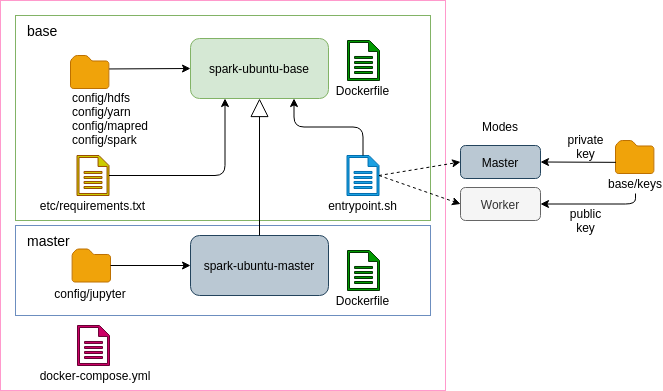 base
spark-ubuntu-base
Dockerfile
config/hdfs
config/yarn
config/mapred
config/spark
etc/requirements.txt
entrypoint.sh
Modes
Master
Worker
private
key
base/keys
public
key
master
spark-ubuntu-master
config/jupyter
Dockerfile
docker-compose.yml